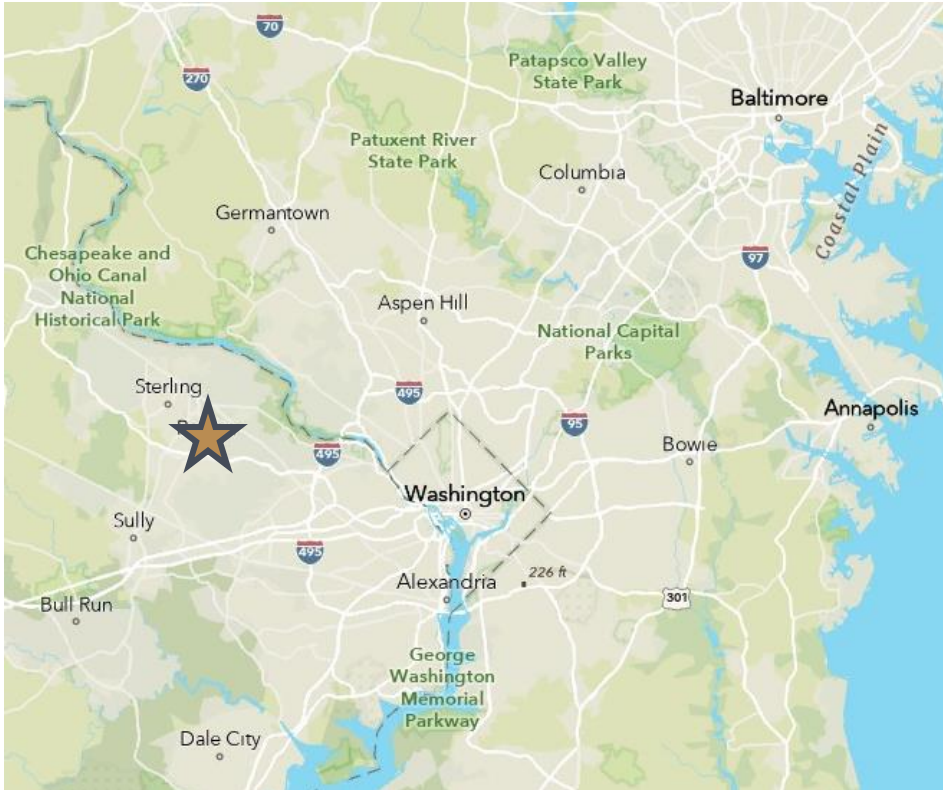 70
270
Patapsco Valley
State Park
Baltimore
Patuxent River
State Park
Columbia
Coastal Plain
Germantown
Chesapeake and
Ohio Canal
National
Historical Park
97
Aspen Hill
National Capital
Parks
Sterling
495
95
Annapolis
Bowie
495
Washington
Sully
495
Alexandria
226 ft
301
Bull Run
George
Washington
Memorial
Parkway
Dale City